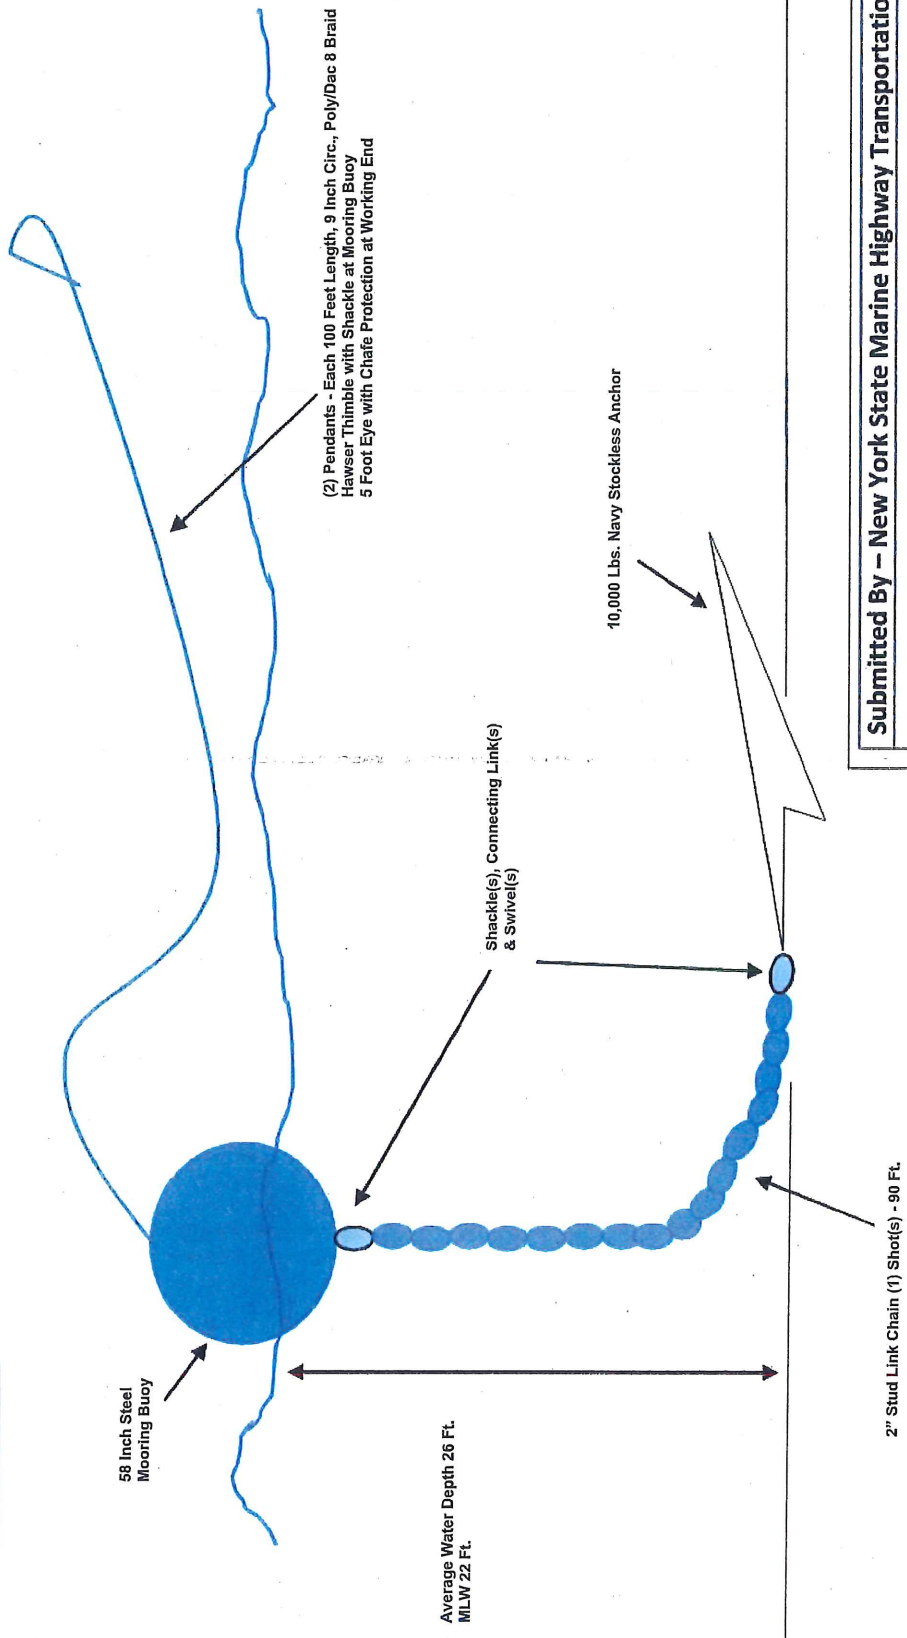 (2) Pendants - Each 100 Feet Length, 9 Inch Circ., Poly/Dac 8 Braid
Hawser Thimble with Shackle at Mooring Buoy
5 Foot Eye with Chafe Protection at Working End
58 Inch Steel
Mooring Buoy
10,000 Lbs. Navy Stockless Anchor
Shackle(s), Connecting Link(s)
& Swivel(s)
Average Water Depth 26 Ft.
MLW 22 Ft.
2" Stud Link Chain (1) Shot(s) - 90 Ft.
Submitted By – New York State Marine Highway Transportatio